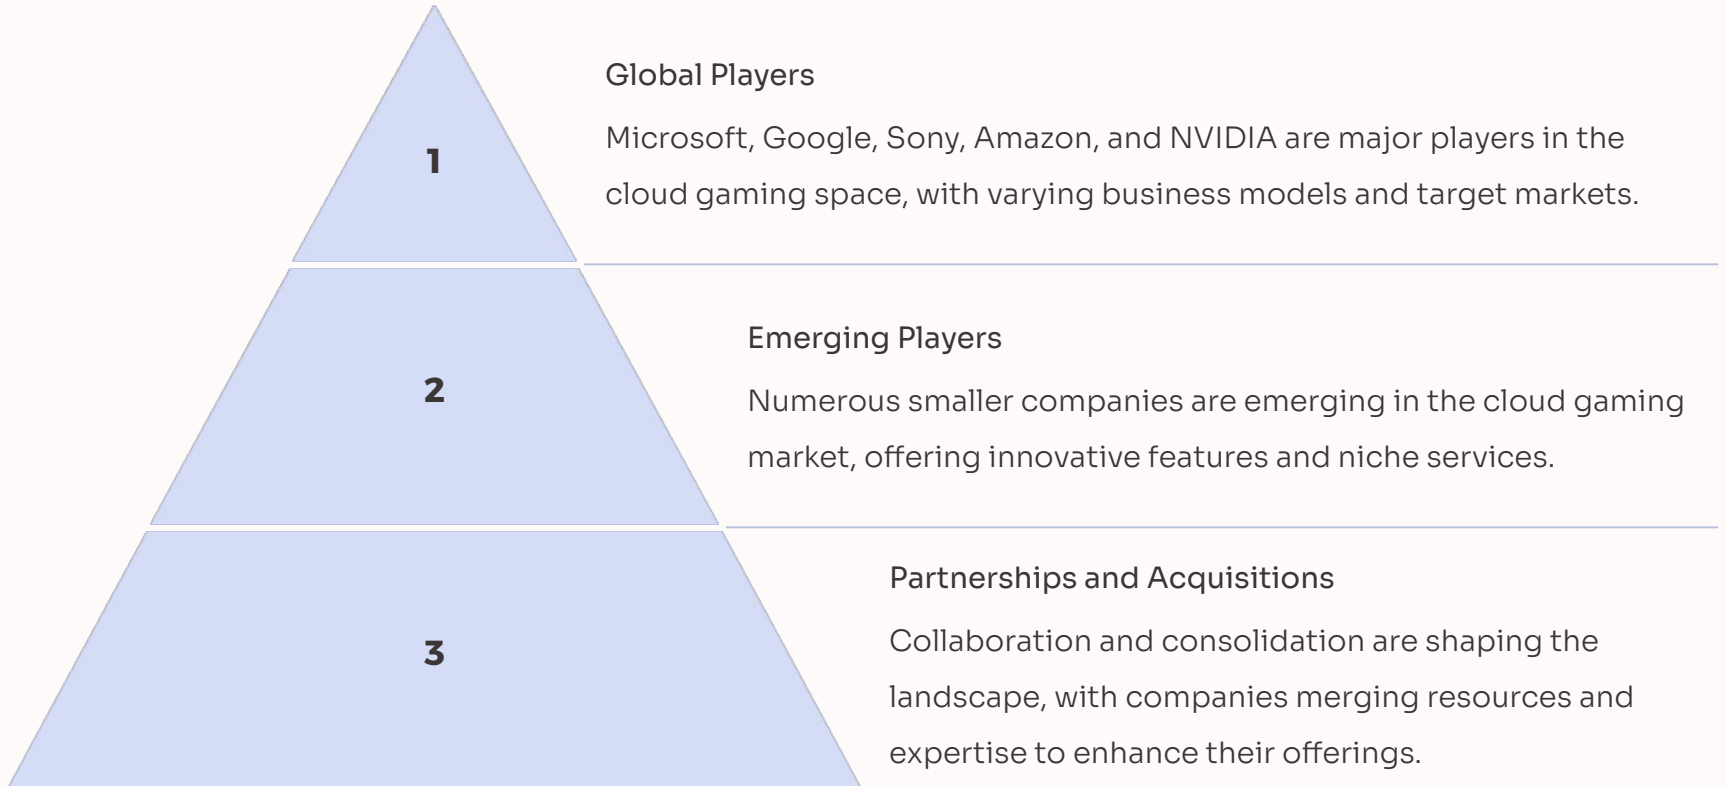 1
Global Players
Microsoft, Google, Sony, Amazon, and NVIDIA are major players in the
cloud gaming space, with varying business models and target markets.
2
Emerging Players
Numerous smaller companies are emerging in the cloud gaming
market, offering innovative features and niche services.
3
Partnerships and Acquisitions
Collaboration and consolidation are shaping the
landscape, with companies merging resources and
expertise to enhance their offerings.